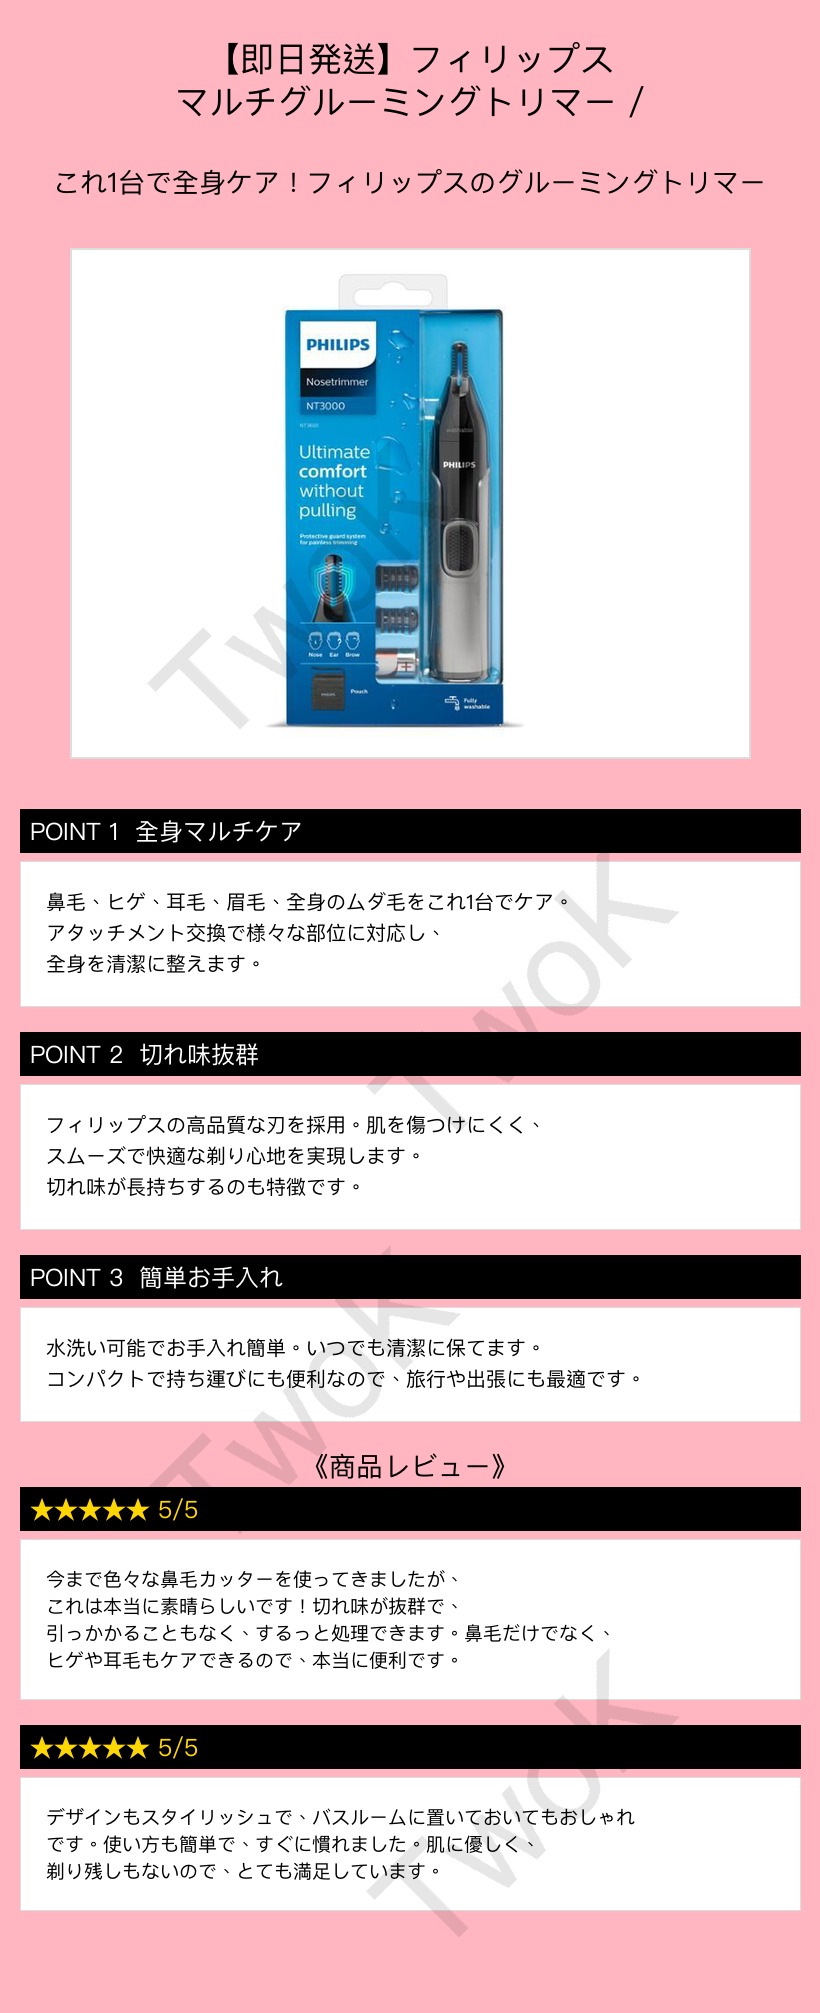 【即日発送】フィリップス
マルチグルーミングトリマー /
これ1台で全身ケア！フィリップスのグルーミングトリマー
PHILIPS
Nosetrimmer
NT3000
NT3650
Ultimate
comfort
without
pulling
Protective guard system
for painless trimming
Nose Ear Brow
Pouch
PHILIPS
PHILIPS
Fully
washable
TwoK
POINT 1 全身マルチケア
鼻毛、ヒゲ、耳毛、眉毛、全身のムダ毛をこれ1台でケア。
アタッチメント交換で様々な部位に対応し、
全身を清潔に整えます。
TwoK
POINT 2 切れ味抜群
フィリップスの高品質な刃を採用。肌を傷つけにくく、
スムーズで快適な剃り心地を実現します。
切れ味が長持ちするのも特徴です。
POINT 3 簡単お手入れ
水洗い可能でお手入れ簡単。いつでも清潔に保てます。
コンパクトで持ち運びにも便利なので、旅行や出張にも最適です。
TwoK
《商品レビュー》
★★★★★ 5/5
今まで色々な鼻毛カッターを使ってきましたが、
これは本当に素晴らしいです！切れ味が抜群で、
引っかかることもなく、するっと処理できます。鼻毛だけでなく、
ヒゲや耳毛もケアできるので、本当に便利です。
★★★★★ 5/5
デザインもスタイリッシュで、バスルームに置いておいてもおしゃれ
です。使い方も簡単で、すぐに慣れました。肌に優しく、
剃り残しもないので、とても満足しています。
TwoK